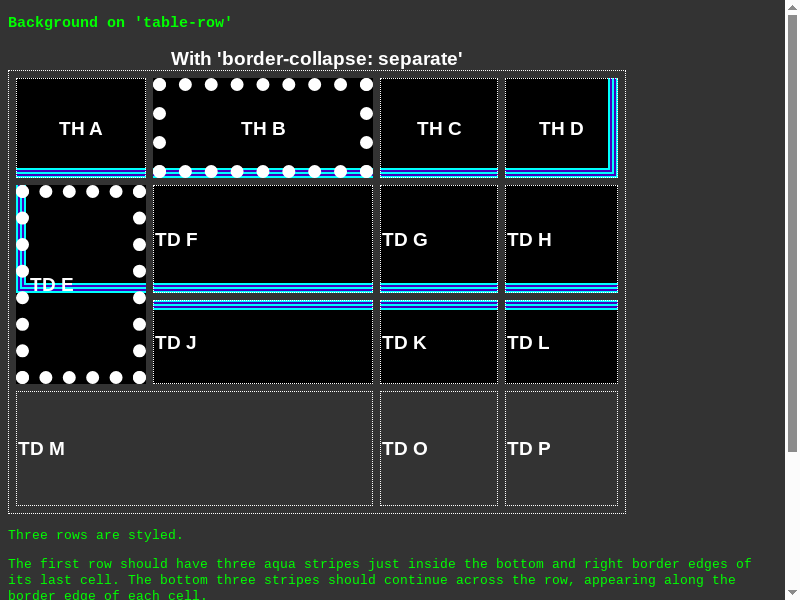 Background on 'table-row'
With 'border-collapse: separate'
TH A TH B TH C TH D
TD E
TD F TD G TD H
TD J TD K TD L
TD M TD O TD P
Three rows are styled.
The first row should have three aqua stripes just inside the bottom and right border edges of
its last cell. The bottom three stripes should continue across the row, appearing along the
border edge of each cell.